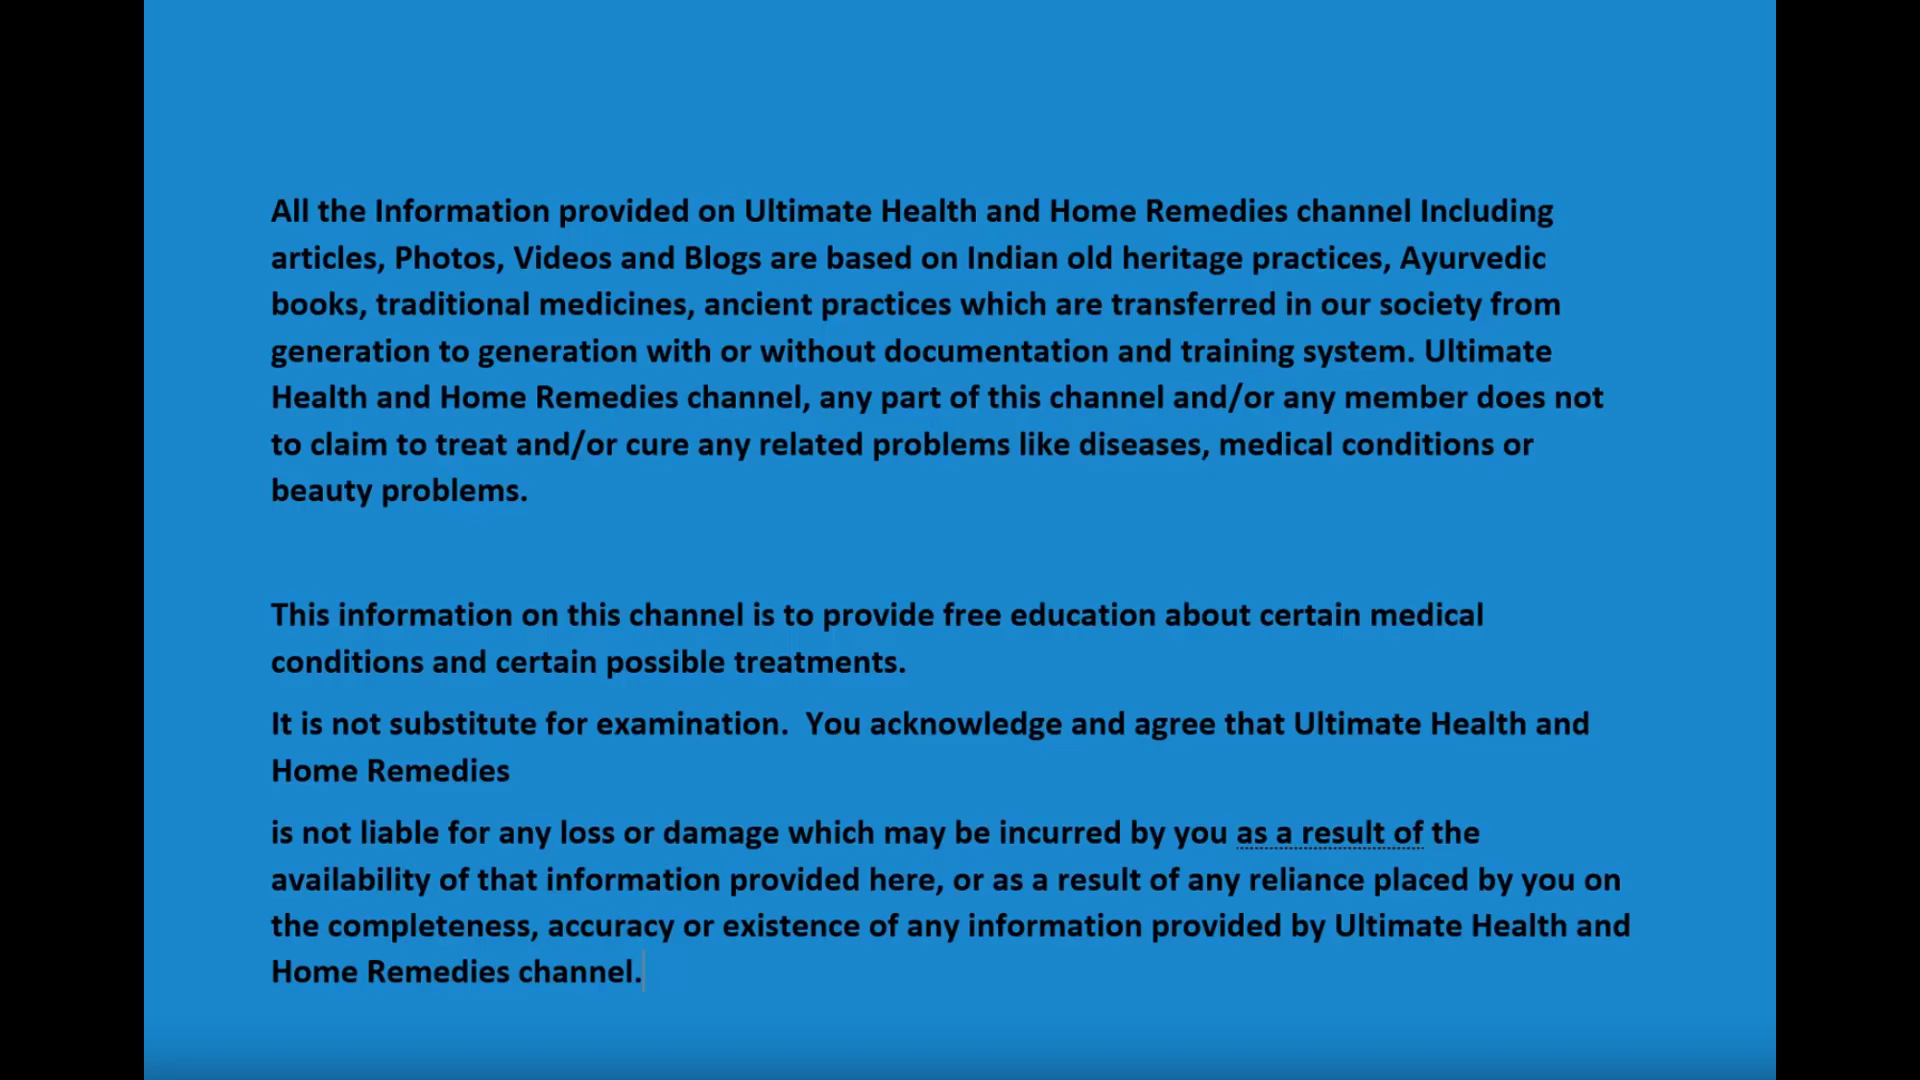 All the Information provided on Ultimate Health and Home Remedies channel Including
articles, Photos, Videos and Blogs are based on Indian old heritage practices, Ayurvedic
books, traditional medicines, ancient practices which are transferred in our society from
generation to generation with or without documentation and training system. Ultimate
Health and Home Remedies channel, any part of this channel and/or any member does not
to claim to treat and/or cure any related problems like diseases, medical conditions or
beauty problems.
This information on this channel is to provide free education about certain medical
conditions and certain possible treatments.
It is not substitute for examination.  You acknowledge and agree that Ultimate Health and
Home Remedies
is not liable for any loss or damage which may be incurred by you as a result of the
availability of that information provided here, or as a result of any reliance placed by you on
the completeness, accuracy or existence of any information provided by Ultimate Health and
Home Remedies channel.